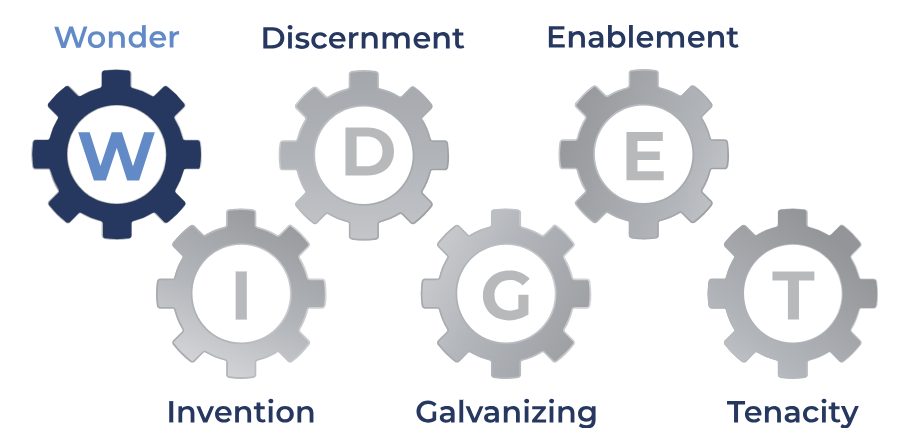 Wonder
Discernment
Enablement
W
D
E
I
G
T
Invention
Galvanizing
Tenacity